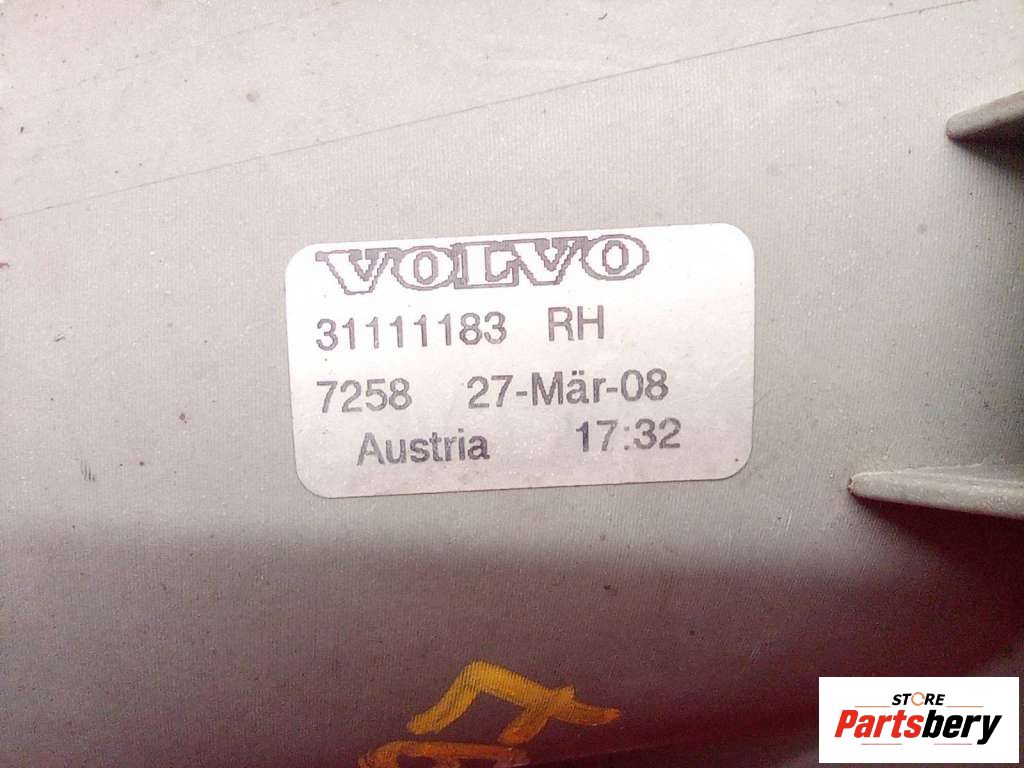 VOLVO
31111183 RH
7258 27-Mär-08
Austria 17:32
STORE
Partsbery